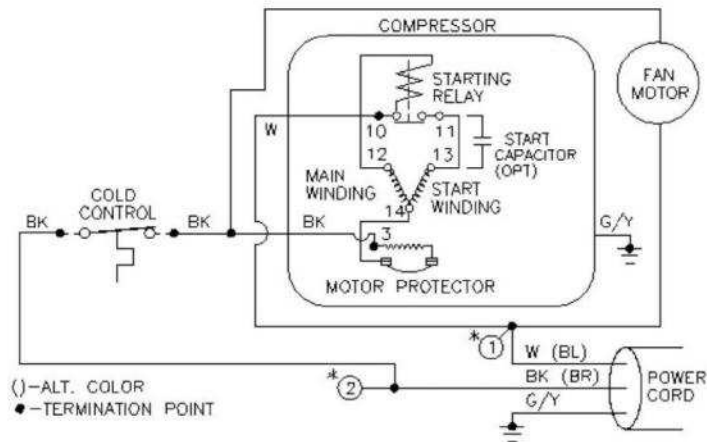 COMPRESSOR
STARTING
RELAY
FAN
MOTOR
W
10
11
START
CAPACITOR
(OPT)
12
13
MAIN
WINDING
START
WINDING
14
COLD
CONTROL
BK
BK
BK
3
G/Y
MOTOR PROTECTOR
*
1
W (BL)
BK (BR)
G/Y
POWER
CORD
*
2
()-ALT. COLOR
●-TERMINATION POINT